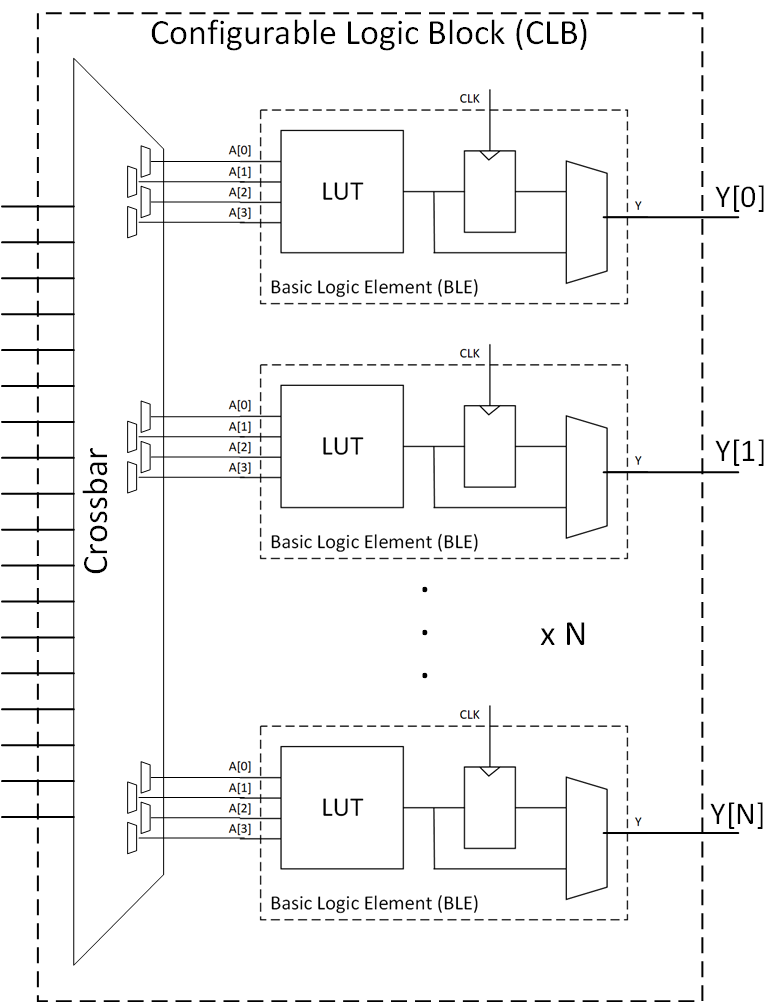 Configurable Logic Block (CLB)
CLK
A[0]
A[1]
A[2]
A[3]
LUT
Y
Y[0]
Basic Logic Element (BLE)
CLK
A[0]
A[1]
A[2]
A[3]
LUT
Y
Y[1]
Basic Logic Element (BLE)
Crossbar
x N
CLK
A[0]
A[1]
A[2]
A[3]
LUT
Y
Y[N]
Basic Logic Element (BLE)